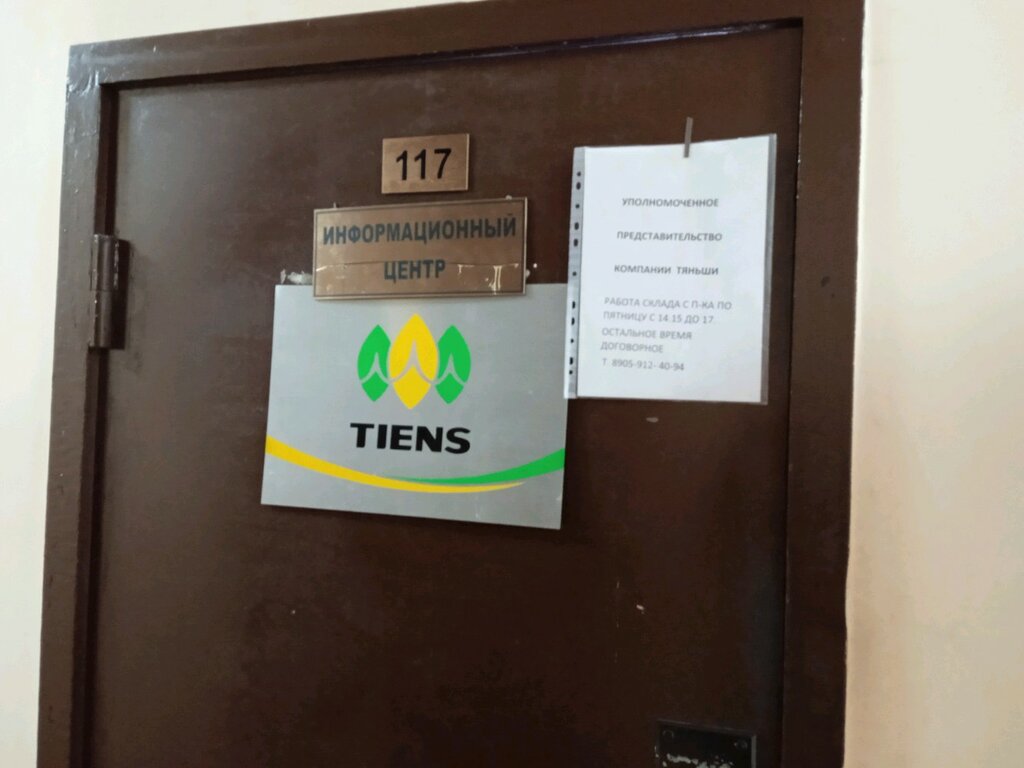 117
ИНФОРМАЦИОННЫЙ
ЦЕНТР
TIENS
УПОЛНОМОЧЕННОЕ
ПРЕДСТАВИТЕЛЬСТВО
КОМПАНИИ ТЯНЬШИ
РАБОТА СКЛАДА С П-КА ПО
ПЯТНИЦУ С 14.15 ДО 17.
ОСТАЛЬНОЕ ВРЕМЯ
ДОГОВОРНОЕ
Т. 8905-912- 40-94